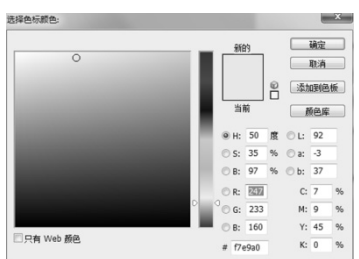 选择色标颜色:
新的
当前
确定
取消
添加到色板
颜色库
H: 50 度
S: 35 %
B: 97 %
R: 247
G: 233
B: 160
# f7e9a0
L: 92
a: -3
b: 37
C: 7 %
M: 9 %
Y: 45 %
K: 0 %
只有 Web 颜色